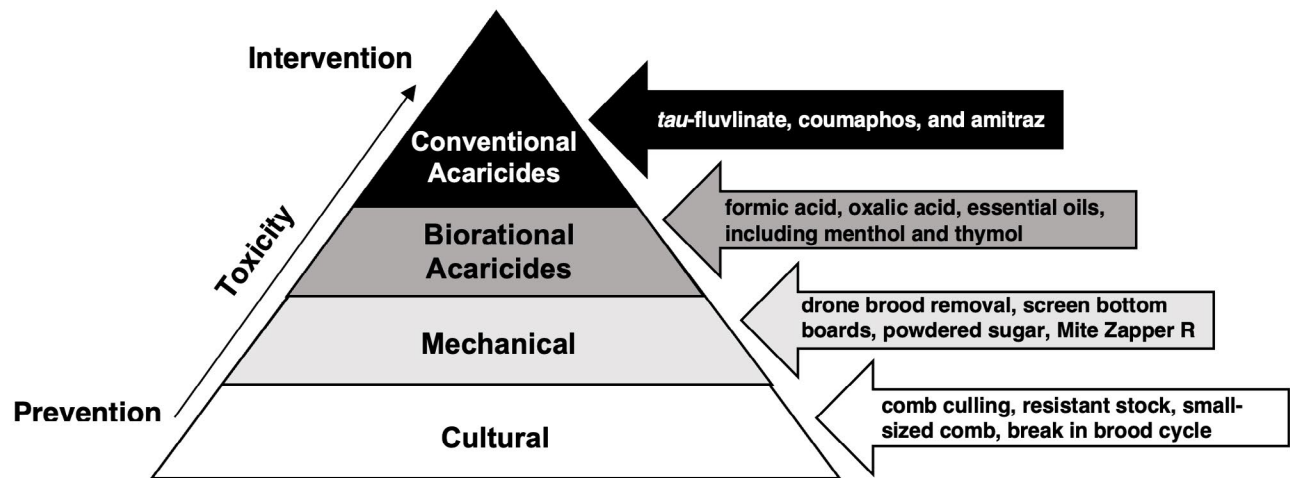 Intervention
Toxicity
Prevention
Conventional
Acaricides
tau-fluvlinate, coumaphos, and amitraz
Biorational
Acaricides
formic acid, oxalic acid, essential oils,
including menthol and thymol
Mechanical
drone brood removal, screen bottom
boards, powdered sugar, Mite Zapper R
Cultural
comb culling, resistant stock, small-
sized comb, break in brood cycle